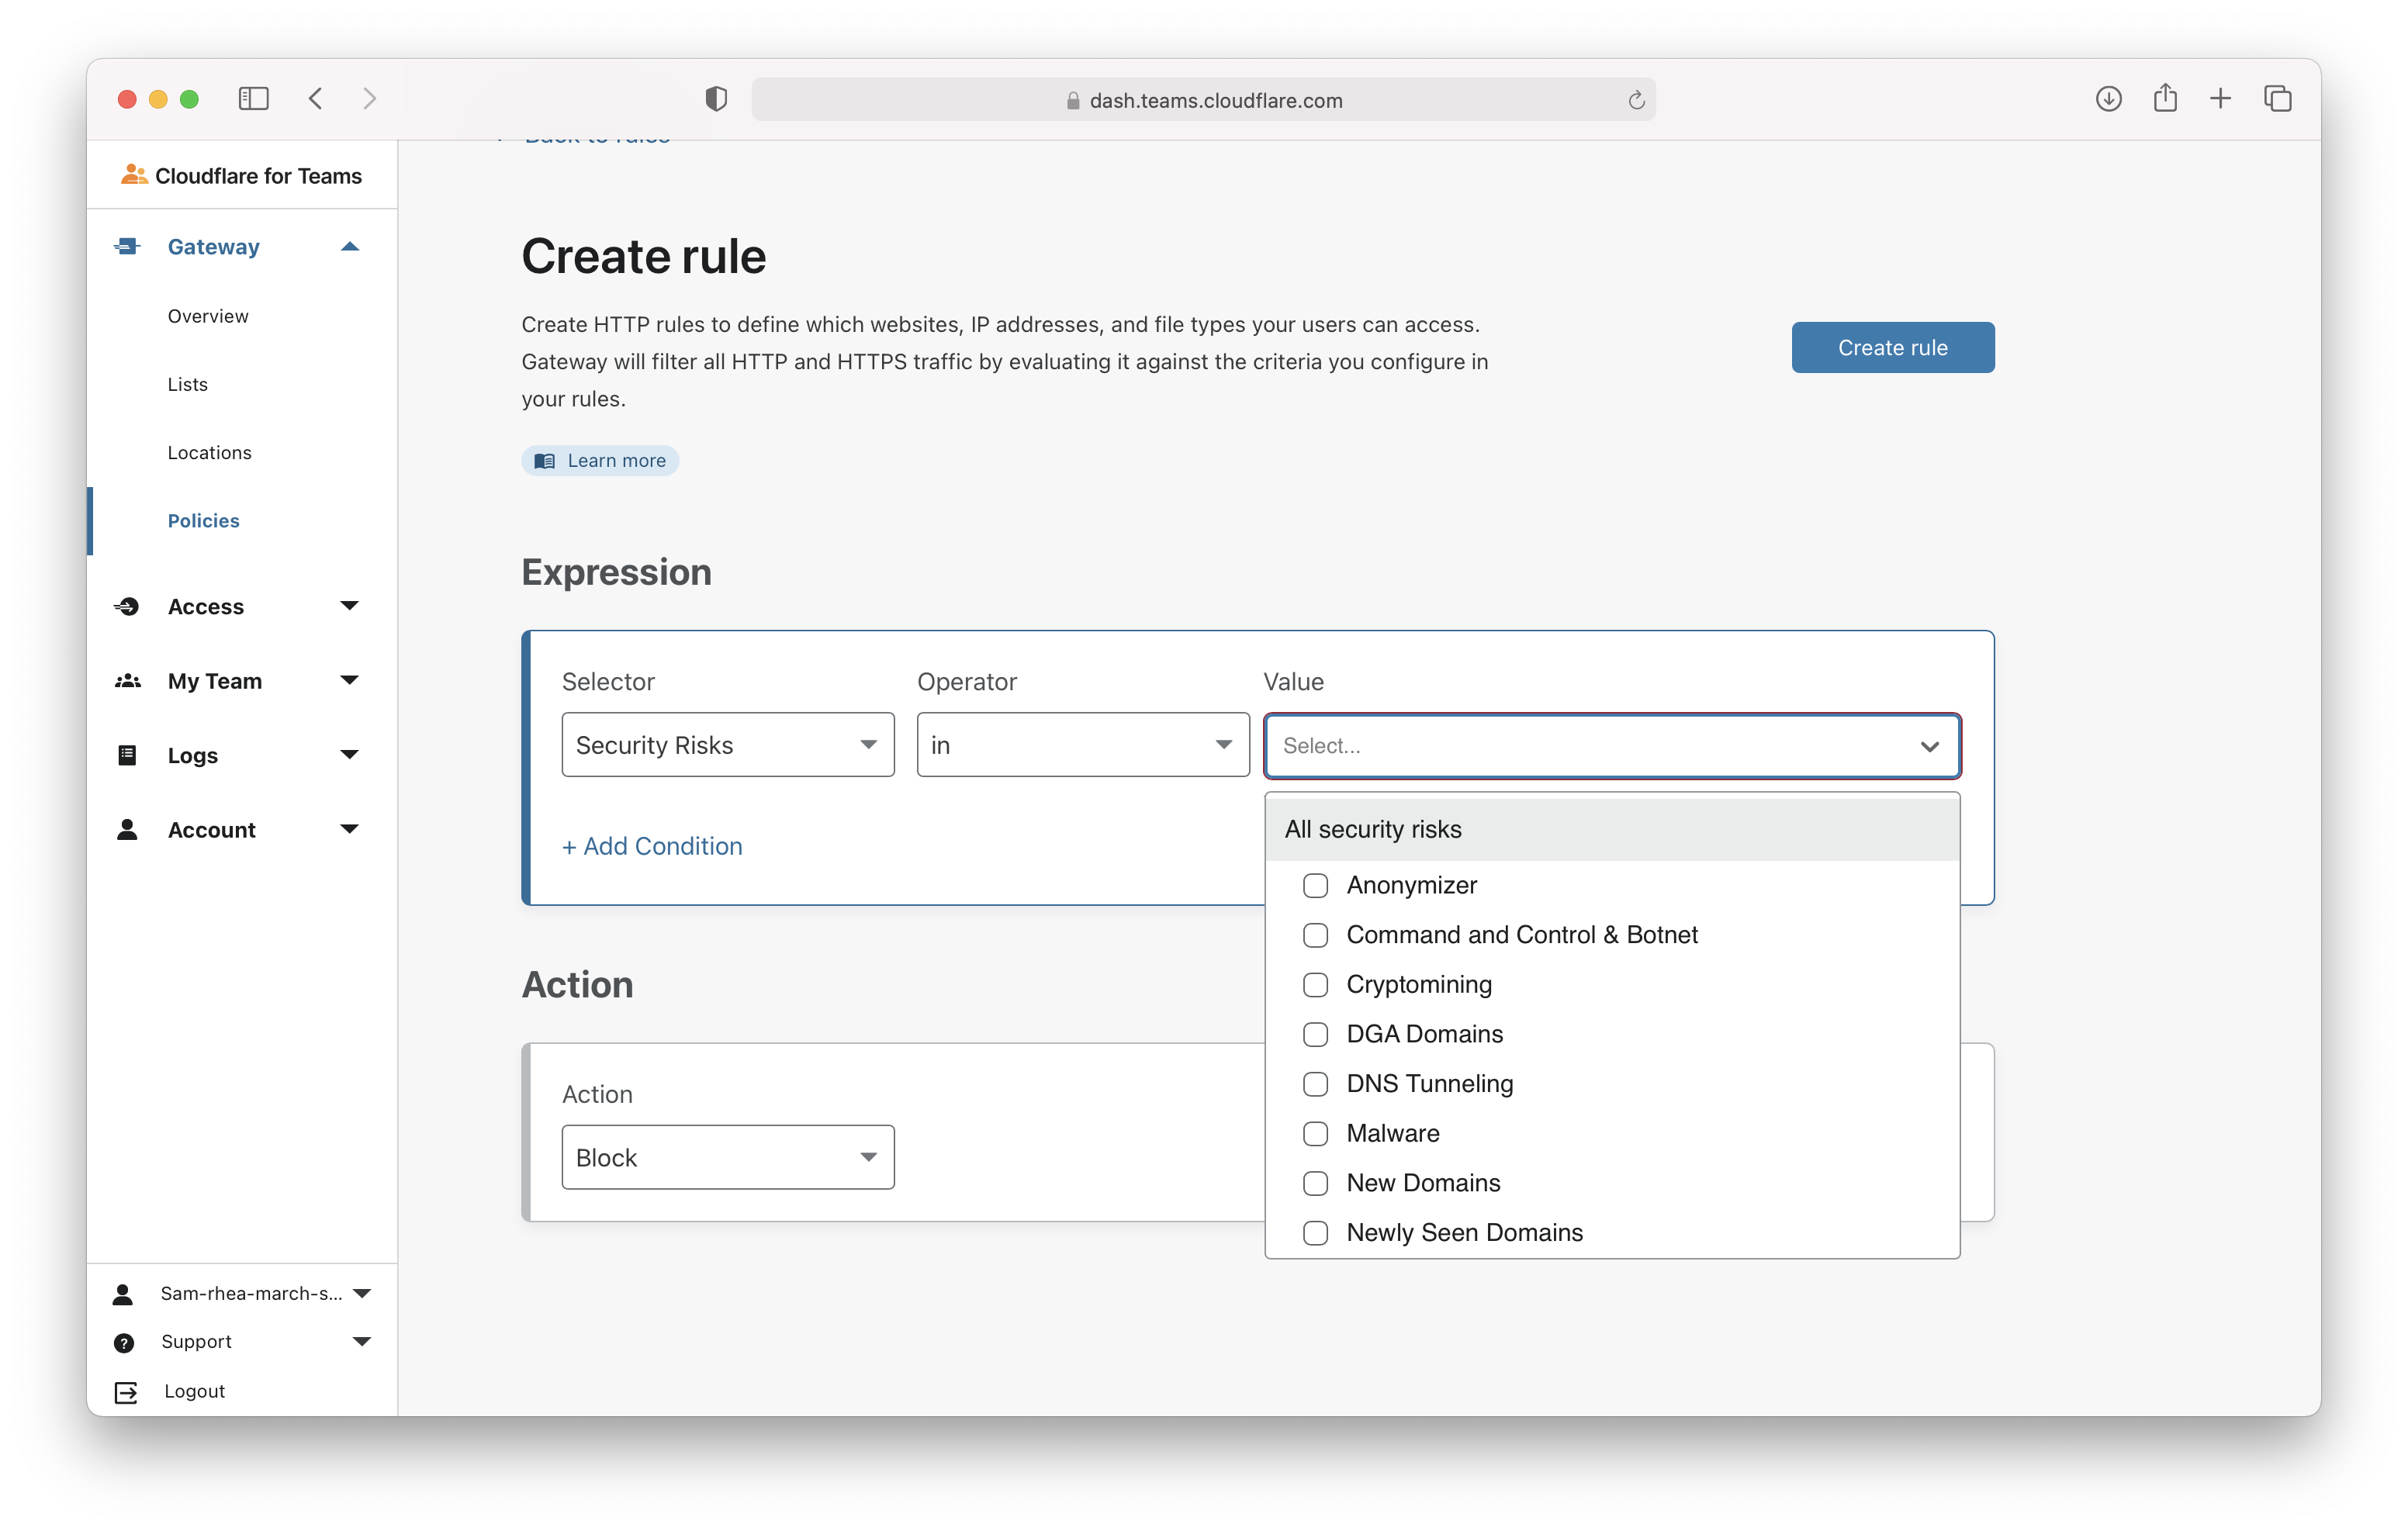 dash.teams.cloudflare.com
Cloudflare for Teams
Gateway
Overview
Lists
Locations
Policies
Access
My Team
Logs
Account
Sam-rhea-march-s...
Support
Logout
Back to rules
Create rule
Create HTTP rules to define which websites, IP addresses, and file types your users can access.
Gateway will filter all HTTP and HTTPS traffic by evaluating it against the criteria you configure in
your rules.
Create rule
Learn more
Expression
Selector
Operator
Value
Security Risks
in
Select...
+ Add Condition
All security risks
Anonymizer
Command and Control & Botnet
Cryptomining
DGA Domains
DNS Tunneling
Malware
New Domains
Newly Seen Domains
Action
Action
Block